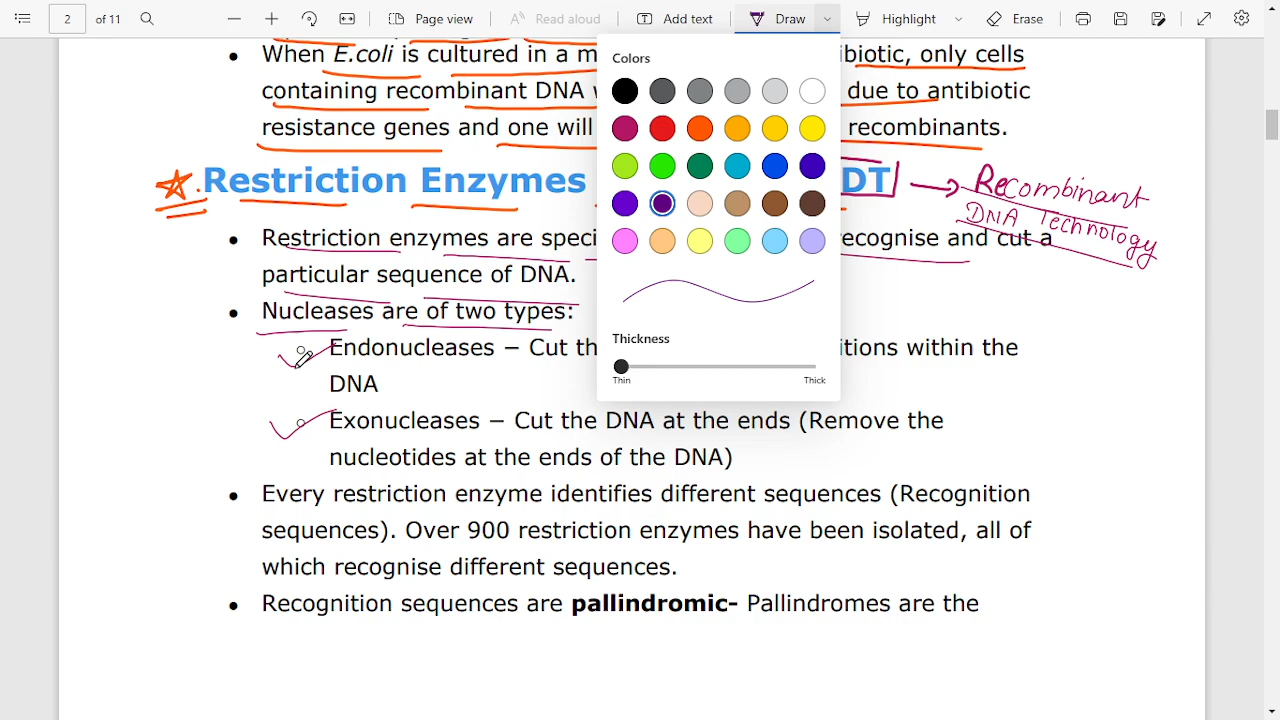 2 of 11 Page view Read aloud Add text Draw Highlight Erase
Colors
Thickness
Thin Thick
When E.coli is cultured in a m biotic, only cells
containing recombinant DNA due to antibiotic
resistance genes and one will recombinants.
Restriction Enzymes DT
Recombinant
DNA Technology
Restriction enzymes are speci ecognise and cut a
particular sequence of DNA.
Nucleases are of two types:
Endonucleases − Cut th itions within the
DNA
Exonucleases − Cut the DNA at the ends (Remove the
nucleotides at the ends of the DNA)
Every restriction enzyme identifies different sequences (Recognition
sequences). Over 900 restriction enzymes have been isolated, all of
which recognise different sequences.
Recognition sequences are pallindromic- Pallindromes are the